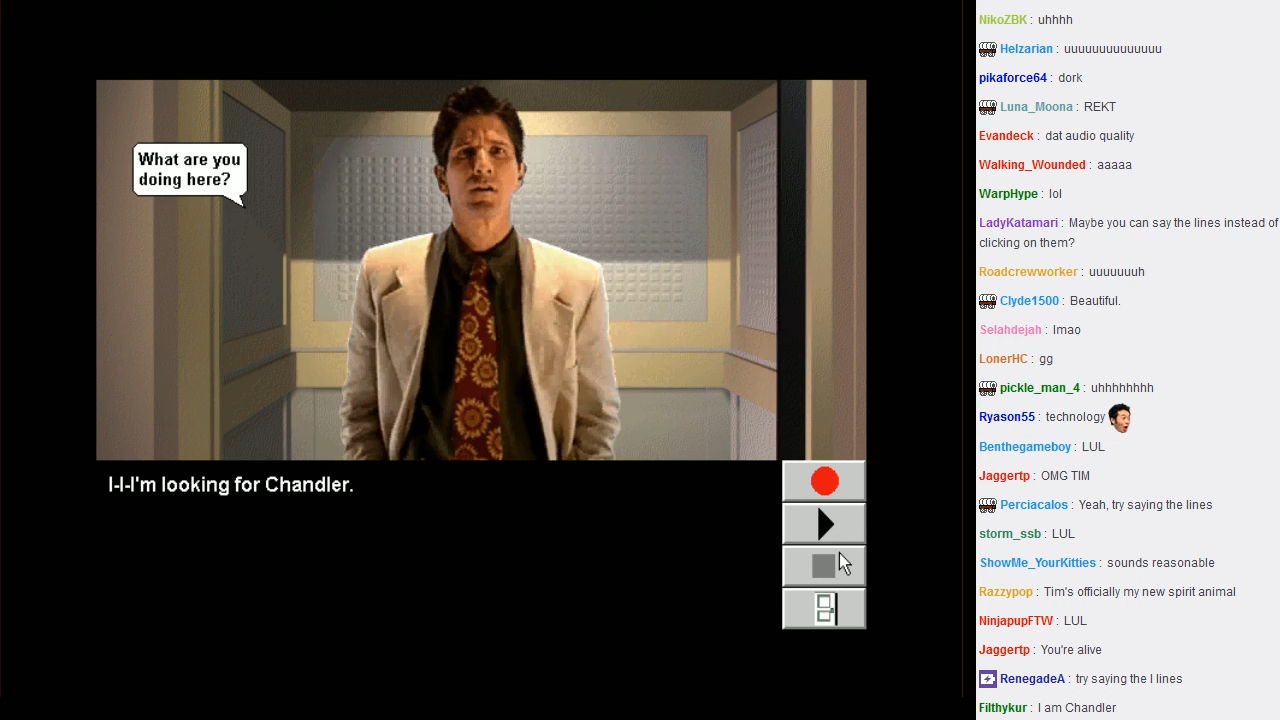 What are you
doing here?
I-I-I'm looking for Chandler.
NikoZBK : uhhhh
Helzarian : uuuuuuuuuuuuuu
pikaforce64 : dork
Luna_Moona : REKT
Evandeck : dat audio quality
Walking_Wounded : aaaaa
WarpHype : lol
LadyKatamari : Maybe you can say the lines instead of
clicking on them?
Roadcrewworker : uuuuuuuh
Clyde1500 : Beautiful.
Selahdejah : lmao
LonerHC : gg
pickle_man_4 : uhhhhhhhh
Ryason55 : technology
Benthegameboy : LUL
Jaggertp : OMG TIM
Perciacalos : Yeah, try saying the lines
storm_ssb : LUL
ShowMe_YourKitties : sounds reasonable
Razzypop : Tim's officially my new spirit animal
NinjapupFTW : LUL
Jaggertp : You're alive
RenegadeA : try saying the l lines
Filthykur : I am Chandler